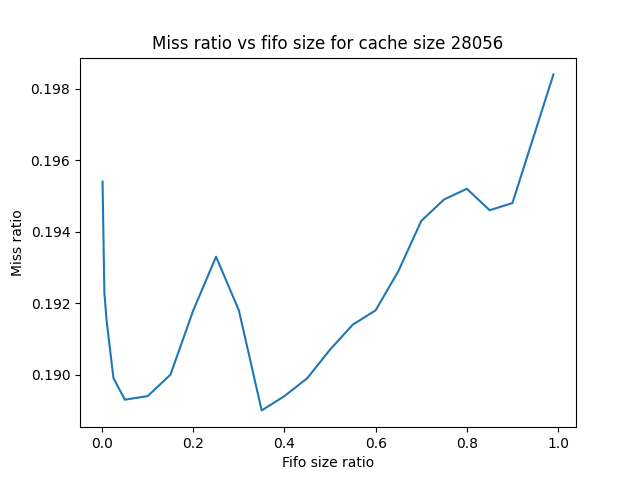 Miss ratio vs fifo size for cache size 28056
Miss ratio
0.198
0.196
0.194
0.192
0.190
0.0 0.2 0.4 0.6 0.8 1.0
Fifo size ratio